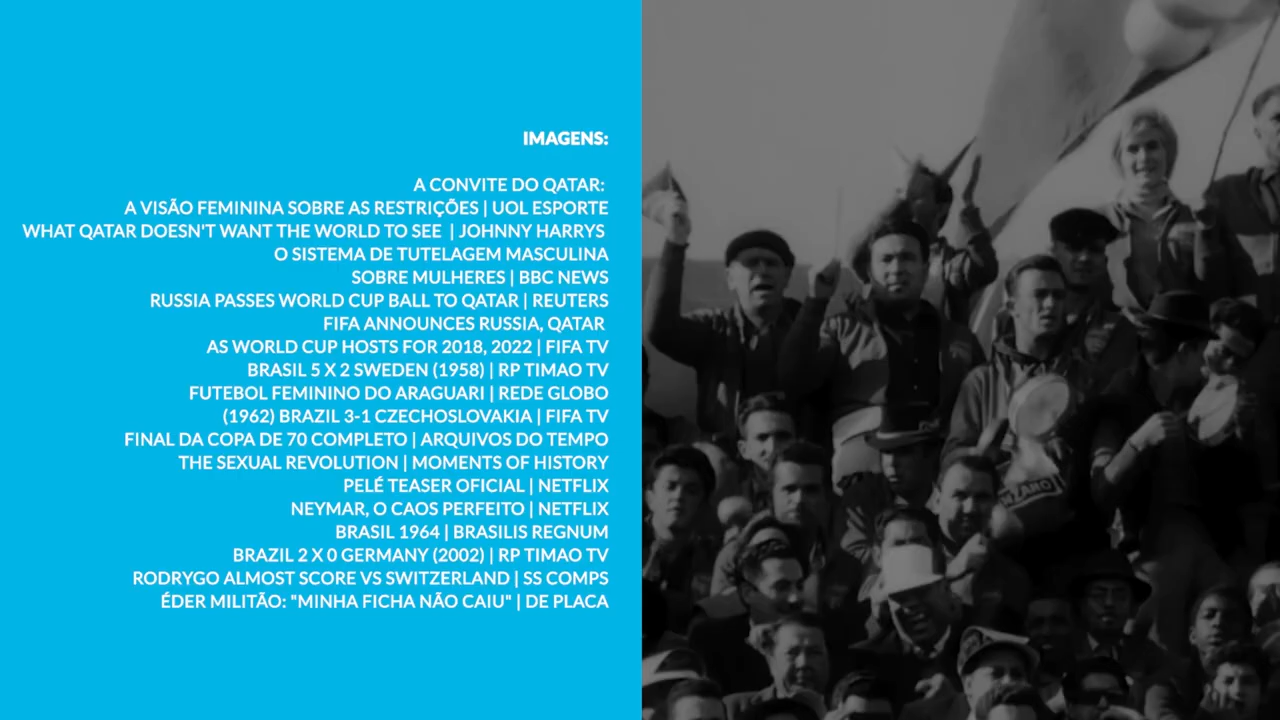 IMAGENS:
A CONVITE DO QATAR:
A VISÃO FEMININA SOBRE AS RESTRIÇÕES | UOL ESPORTE
WHAT QATAR DOESN'T WANT THE WORLD TO SEE | JOHNNY HARRYS
O SISTEMA DE TUTELAGEM MASCULINA
SOBRE MULHERES | BBC NEWS
RUSSIA PASSES WORLD CUP BALL TO QATAR | REUTERS
FIFA ANNOUNCES RUSSIA, QATAR
AS WORLD CUP HOSTS FOR 2018, 2022 | FIFA TV
BRASIL 5 X 2 SWEDEN (1958) | RP TIMAO TV
FUTEBOL FEMININO DO ARAGUARI | REDE GLOBO
(1962) BRAZIL 3-1 CZECHOSLOVAKIA | FIFA TV
FINAL DA COPA DE 70 COMPLETO | ARQUIVOS DO TEMPO
THE SEXUAL REVOLUTION | MOMENTS OF HISTORY
PELÉ TEASER OFICIAL | NETFLIX
NEYMAR, O CAOS PERFEITO | NETFLIX
BRASIL 1964 | BRASILIS REGNUM
BRAZIL 2 X 0 GERMANY (2002) | RP TIMAO TV
RODRYGO ALMOST SCORE VS SWITZERLAND | SS COMPS
ÉDER MILITÃO: "MINHA FICHA NÃO CAIU" | DE PLACA